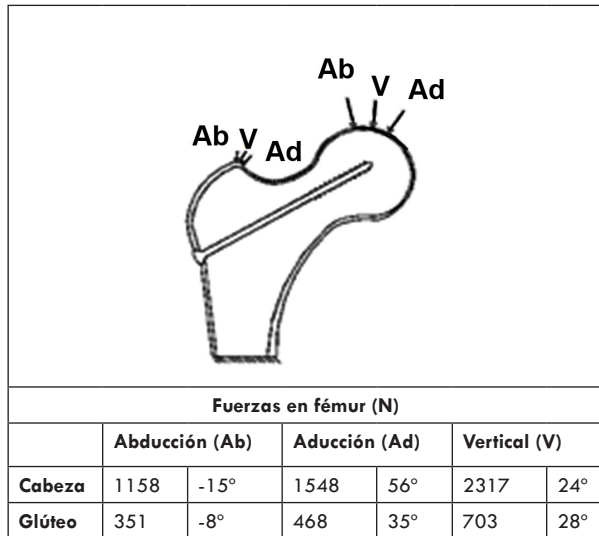 Ab V Ad
Ab V Ad
Fuerzas en fémur (N)
Abducción (Ab) Aducción (Ad) Vertical (V)
Cabeza 1158 -15° 1548 56° 2317 24°
Glúteo 351 -8° 468 35° 703 28°